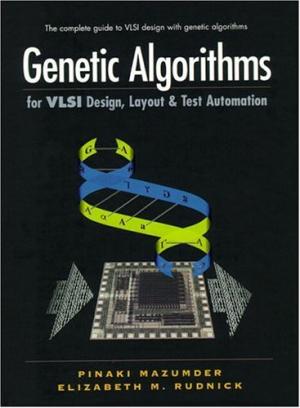 The complete guide to VLSI design with genetic algorithms
Genetic Algorithms
for VLSI Design, Layout & Test Automation
PINAKI MAZUMDER
ELIZABETH M. RUDNICK